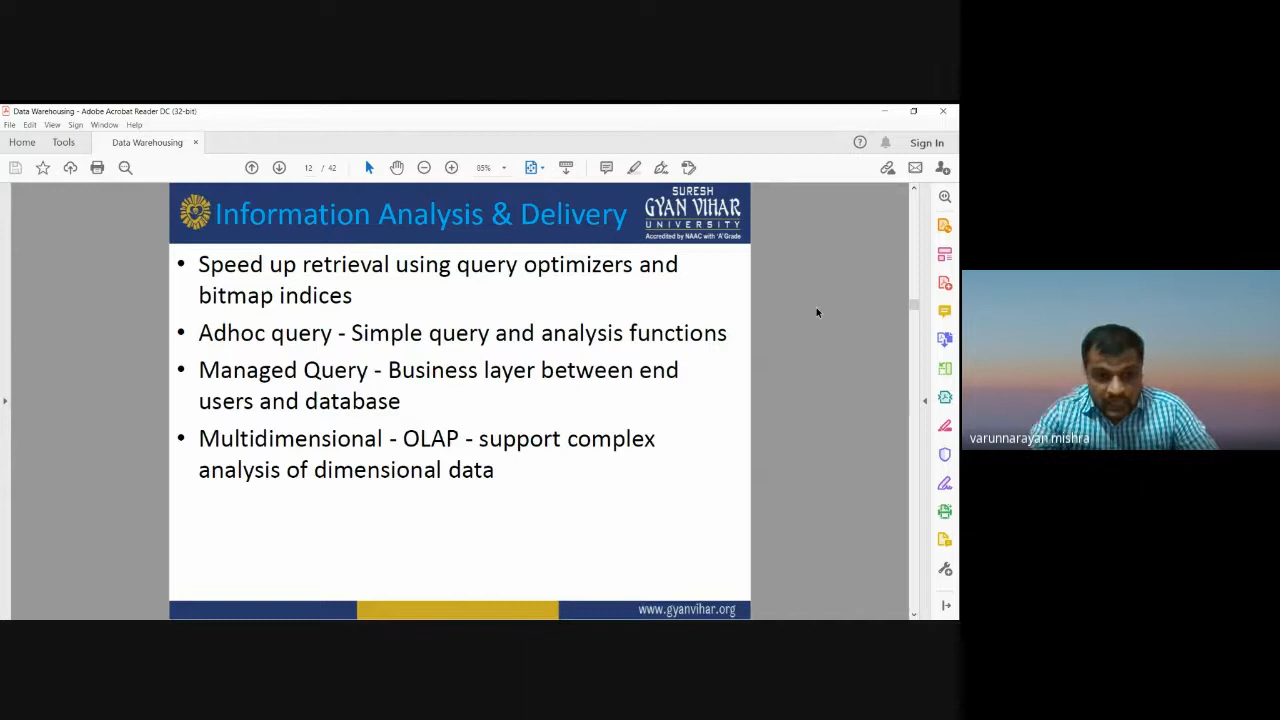 Data Warehousing - Adobe Acrobat Reader DC (32-bit)
File Edit View Sign Window Help
Home Tools Data Warehousing × Sign In
12 / 42 85%
Information Analysis & Delivery
SURESH
GYAN VIHAR
UNIVERSITY
Accredited by NAAC with 'A' Grade
• Speed up retrieval using query optimizers and
bitmap indices
• Adhoc query - Simple query and analysis functions
• Managed Query - Business layer between end
users and database
• Multidimensional - OLAP - support complex
analysis of dimensional data
www.gyanvihar.org
varunnarayan mishra